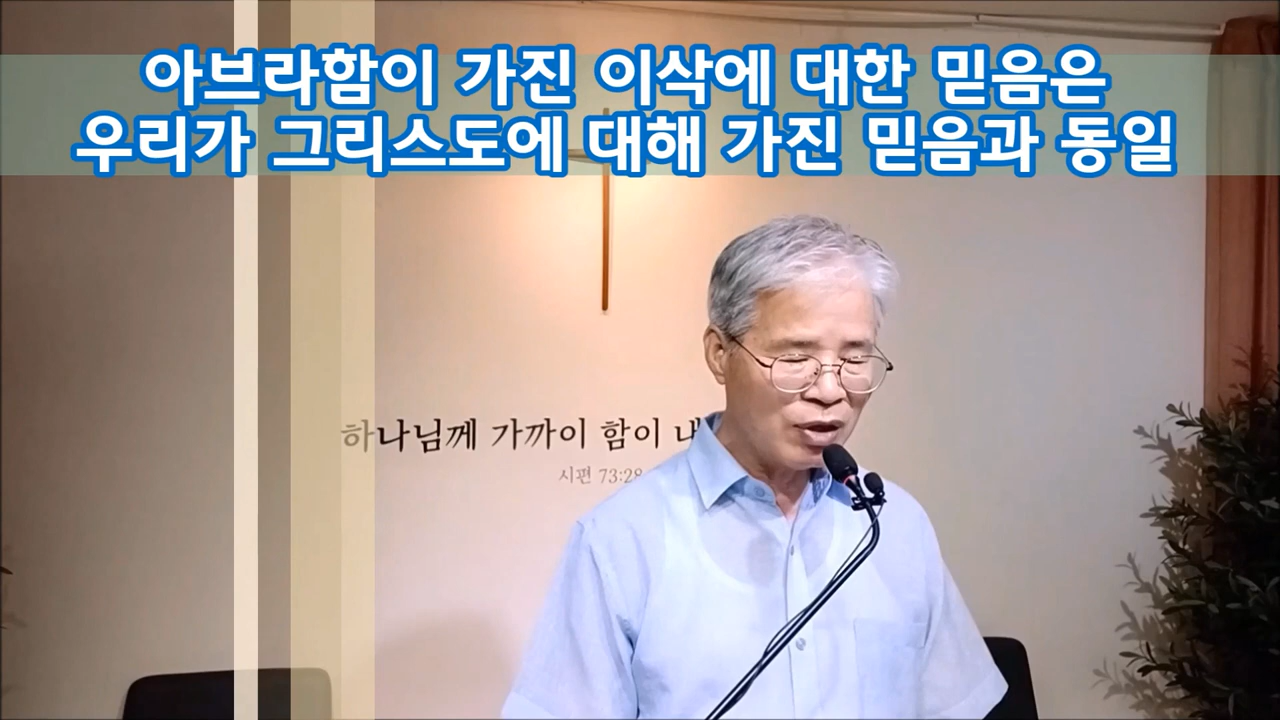 아브라함이 가진 이삭에 대한 믿음은
우리가 그리스도에 대해 가진 믿음과 동일
하나님께 가까이 함이 내
시편 73:28